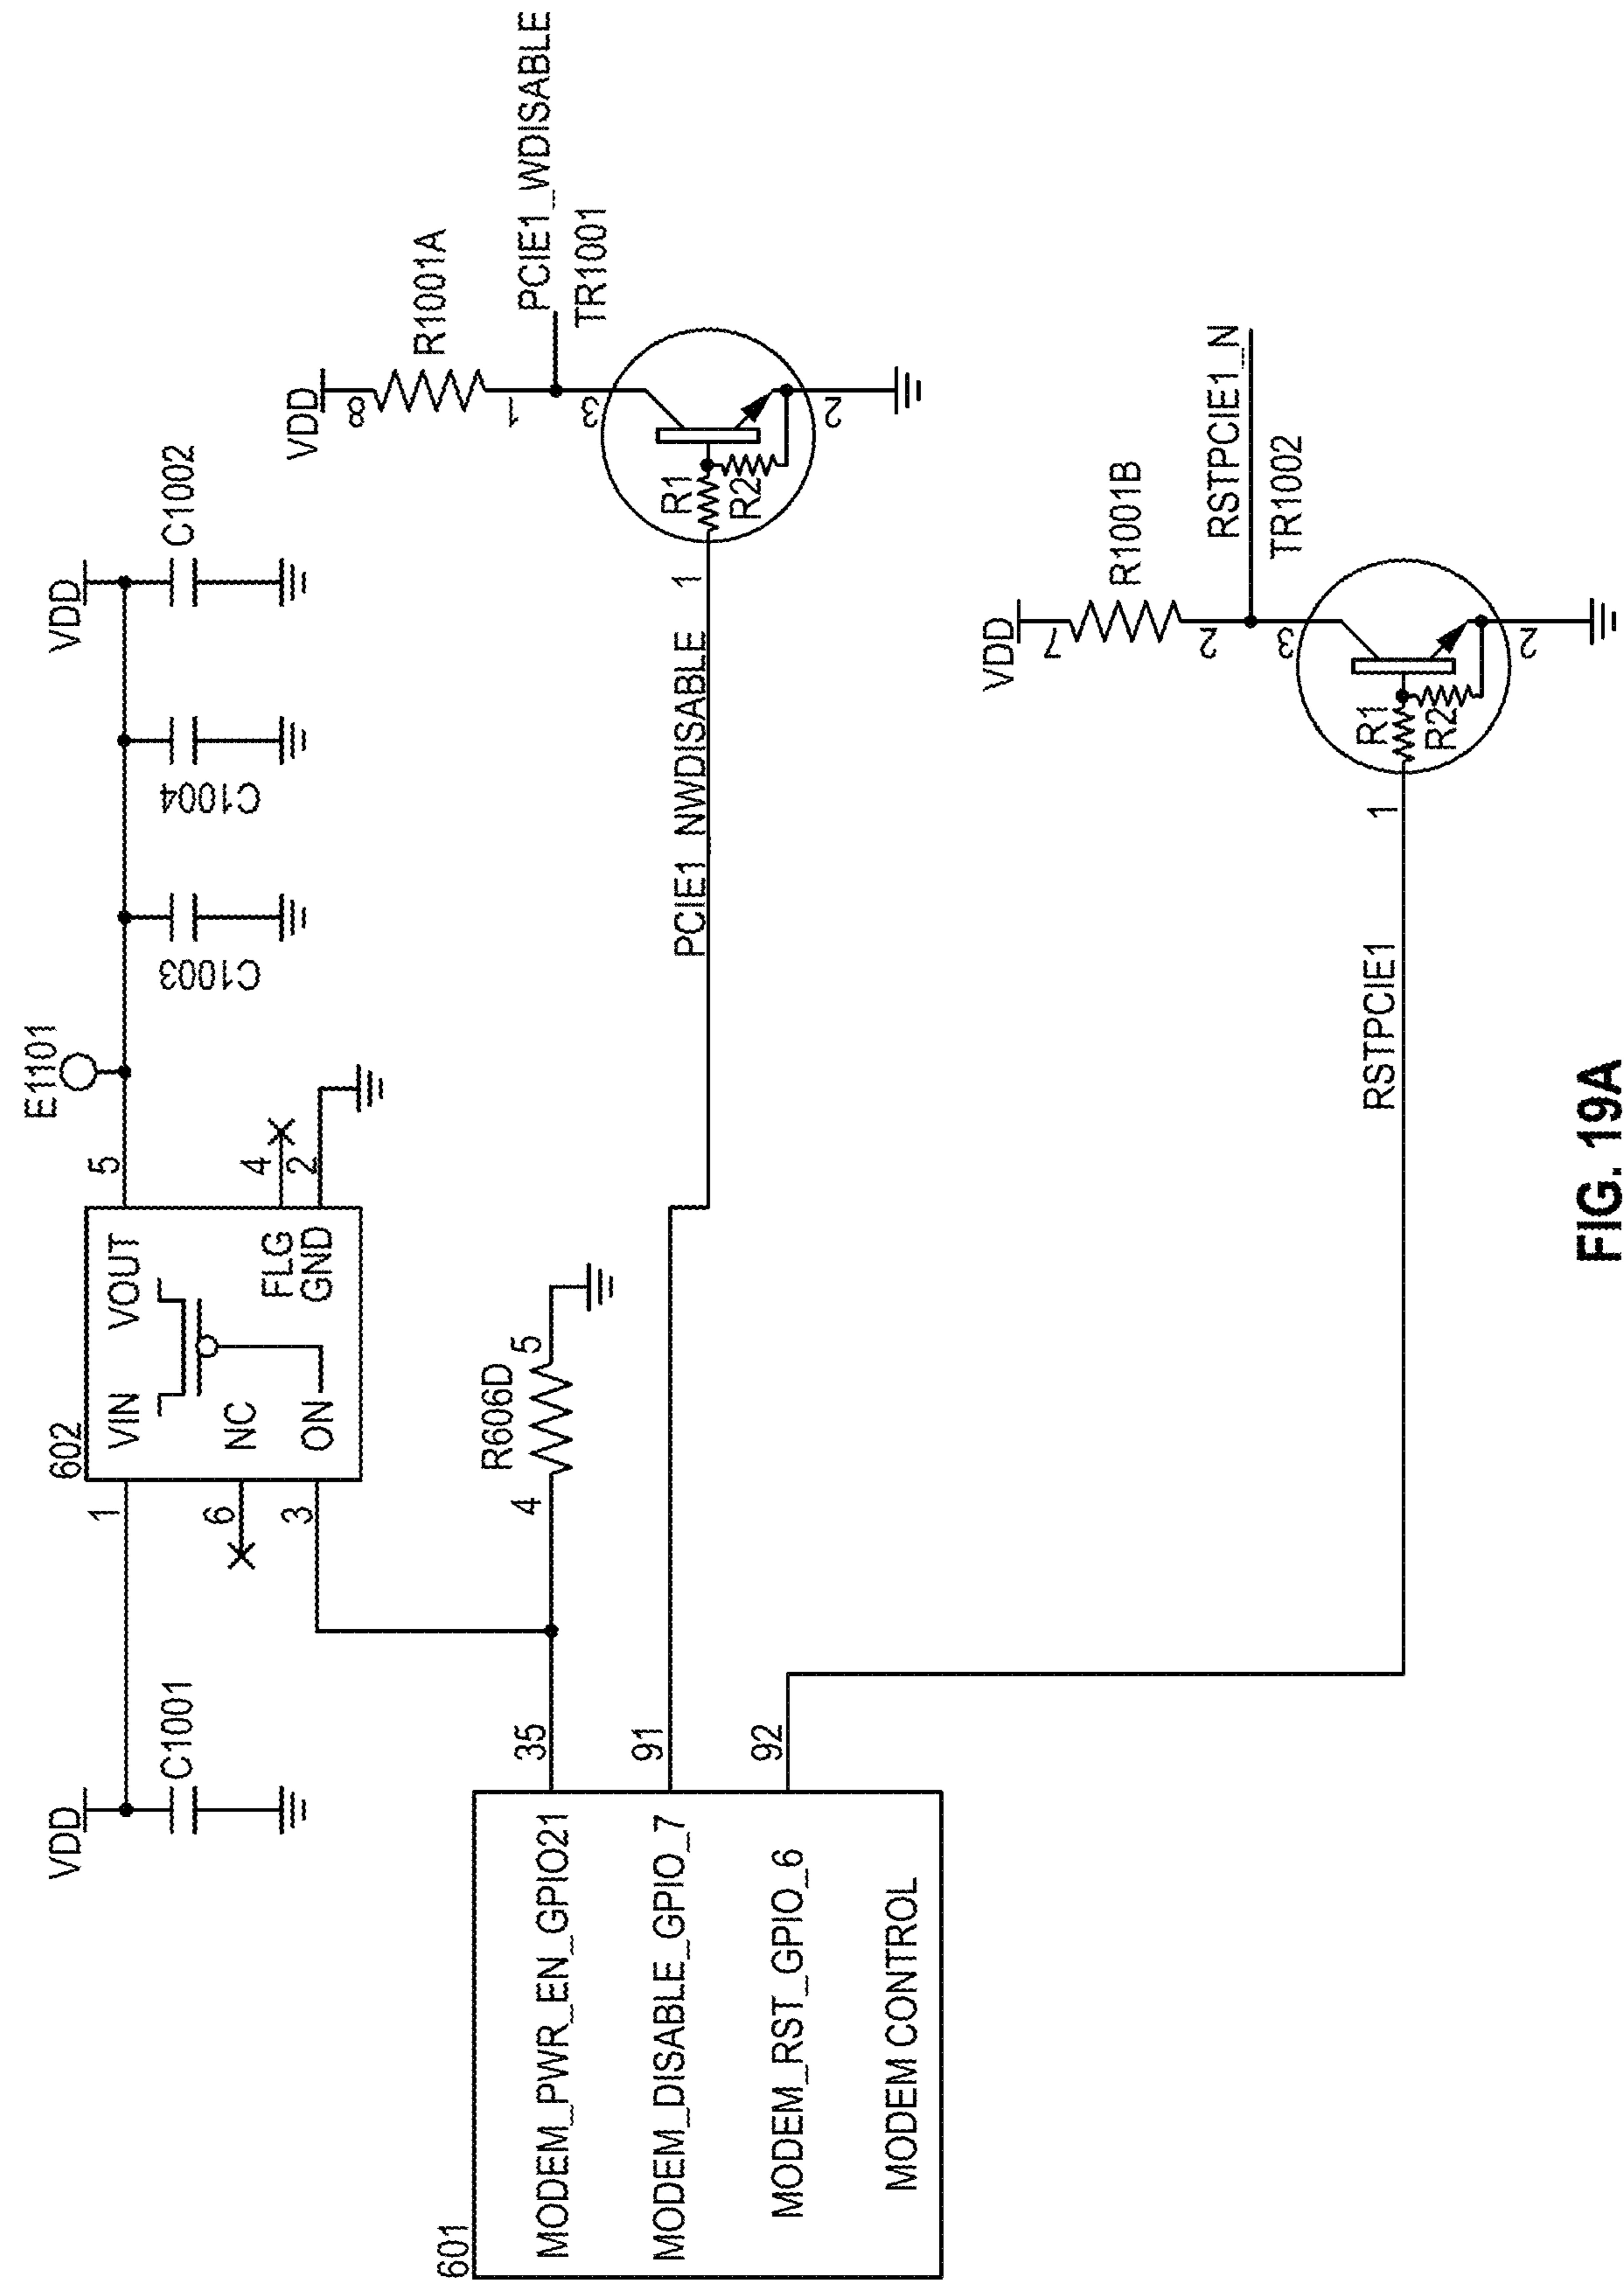 E1101
VDD
VDD
C1001
C1003
C1004
C1002
602
1
VIN
VOUT
5
6
NC
FLG
4
3
ON
GND
2
VDD
8
R1001A
1
PCIE1_WDISABLE
TR1001
3
R1
R2
2
1
PCIE1_NWDISABLE
R606D
4
5
601
MODEM_PWR_EN_GPIO21
35
MODEM_DISABLE_GPIO_7
91
MODEM_RST_GPIO_6
92
MODEM CONTROL
VDD
7
R1001B
2
RSTPCIE1_N
TR1002
3
R1
R2
2
1
RSTPCIE1
FIG. 19A